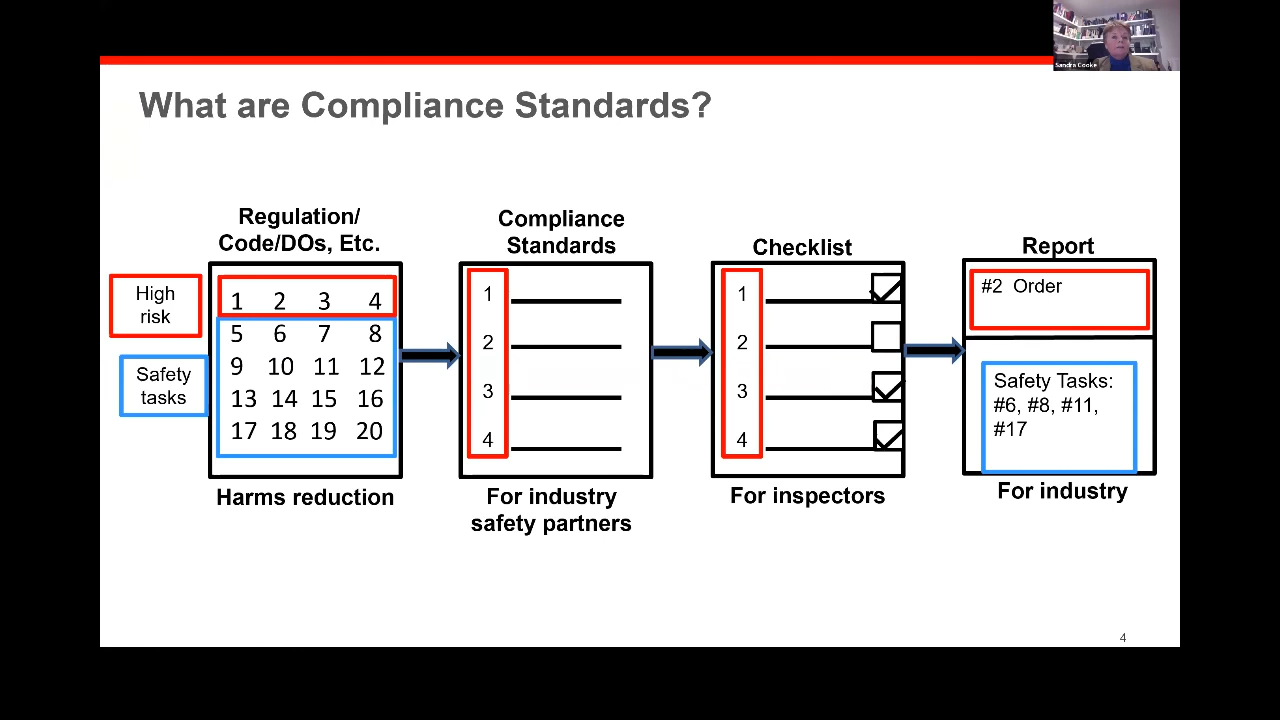 Sandra Cooke
What are Compliance Standards?
High
risk
Safety
tasks
Regulation/
Code/DOs, Etc.
1 2 3 4
5 6 7 8
9 10 11 12
13 14 15 16
17 18 19 20
Harms reduction
Compliance
Standards
1
2
3
4
For industry
safety partners
Checklist
1
2
3
4
For inspectors
Report
#2 Order
Safety Tasks:
#6, #8, #11,
#17
For industry
4